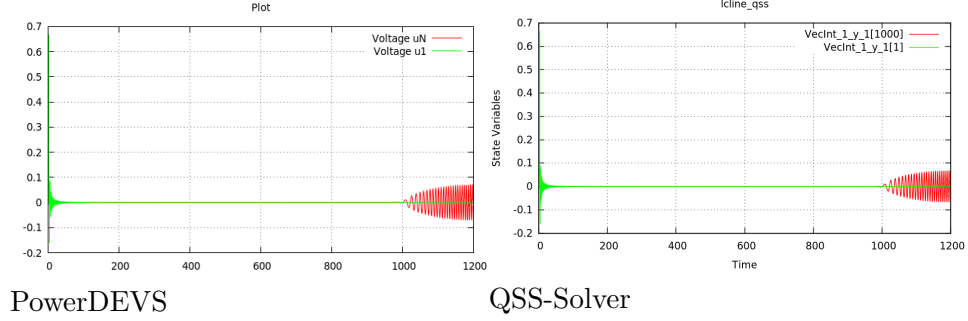 Plot
Voltage uN
Voltage u1
0.7
0.6
0.5
0.4
0.3
0.2
0.1
0
-0.1
-0.2
0 200 400 600 800 1000 1200
PowerDEVS
lcline_qss
VecInt_1_y_1[1000]
VecInt_1_y_1[1]
State Variables
0.7
0.6
0.5
0.4
0.3
0.2
0.1
0
-0.1
-0.2
0 200 400 600 800 1000 1200
Time
QSS-Solver